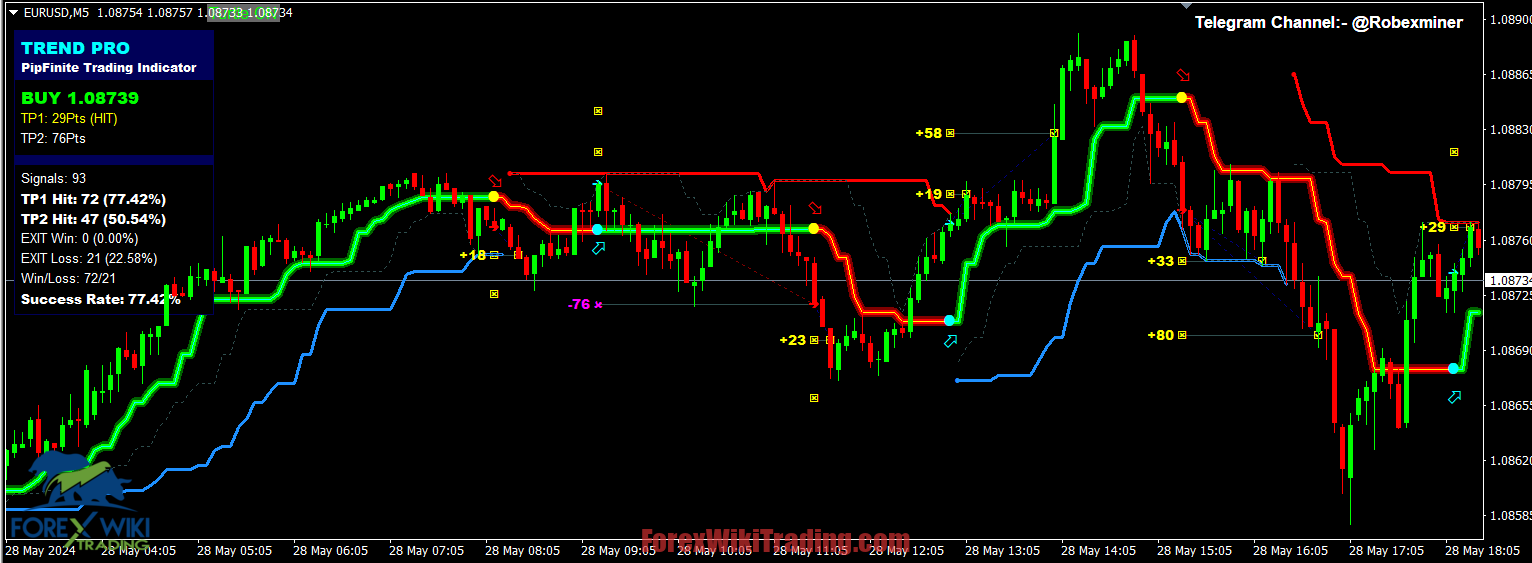 EURUSD,M5 1.08754 1.08757 1.08733 1.08734
Telegram Channel:- @Robexminer
TREND PRO
PipFinite Trading Indicator
BUY 1.08739
TP1: 29Pts (HIT)
TP2: 76Pts
Signals: 93
TP1 Hit: 72 (77.42%)
TP2 Hit: 47 (50.54%)
EXIT Win: 0 (0.00%)
EXIT Loss: 21 (22.58%)
Win/Loss: 72/21
Success Rate: 77.42%
+18
-76
+23
+58
+19
+33
+80
+29
1.08900
1.08865
1.08830
1.08795
1.08760
1.08734
1.08725
1.08690
1.08655
1.08620
1.08585
FOREX WIKI
TRADING
ForexWikiTrading.com
28 May 2024
28 May 04:05
28 May 05:05
28 May 06:05
28 May 07:05
28 May 08:05
28 May 09:05
28 May 10:05
28 May 11:05
28 May 12:05
28 May 13:05
28 May 14:05
28 May 15:05
28 May 16:05
28 May 17:05
28 May 18:05